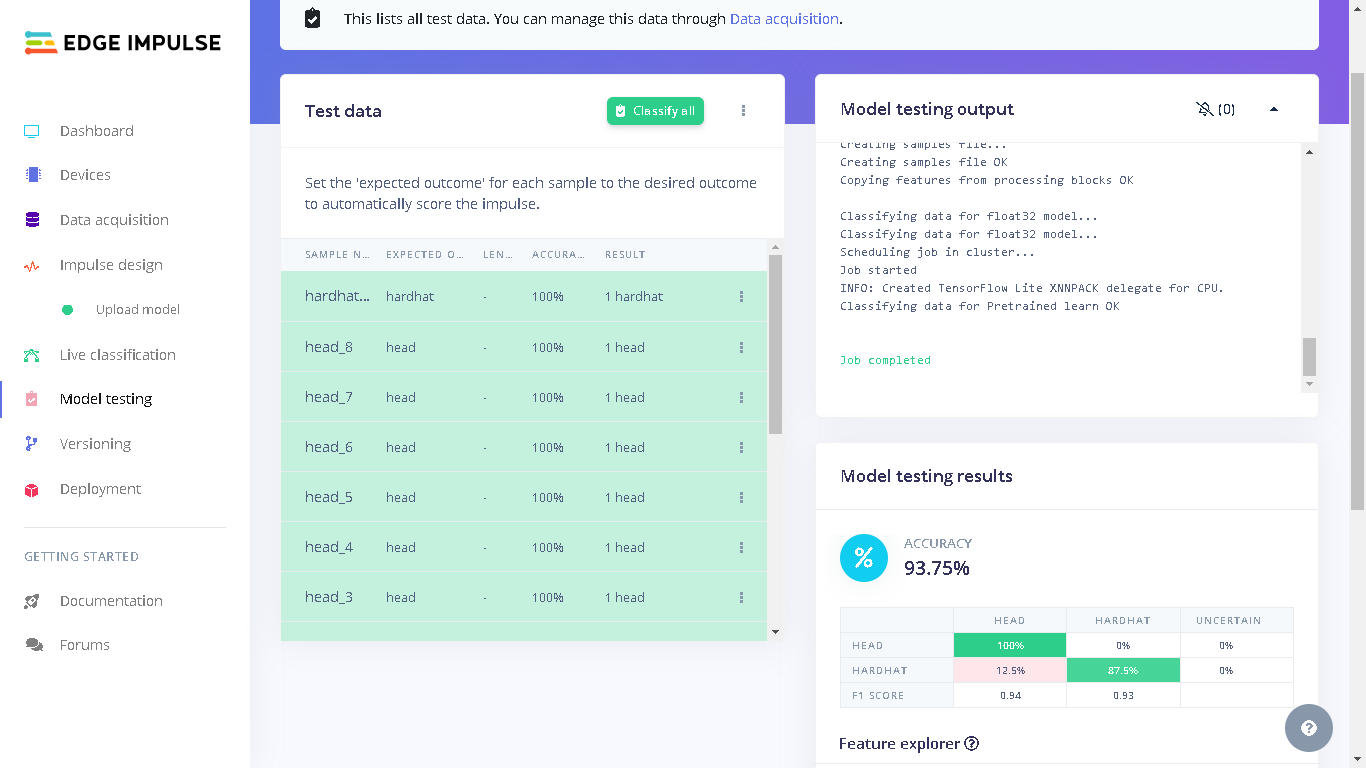 EDGE IMPULSE
Dashboard
Devices
Data acquisition
Impulse design
Upload model
Live classification
Model testing
Versioning
Deployment
GETTING STARTED
Documentation
Forums
This lists all test data. You can manage this data through Data acquisition.
Test data
Classify all
Set the 'expected outcome' for each sample to the desired outcome
to automatically score the impulse.
SAMPLE N... EXPECTED O... LEN... ACCURA... RESULT
hardhat... hardhat - 100% 1 hardhat
head_8 head - 100% 1 head
head_7 head - 100% 1 head
head_6 head - 100% 1 head
head_5 head - 100% 1 head
head_4 head - 100% 1 head
head_3 head - 100% 1 head
Model testing output
(0)
Creating samples file...
Creating samples file OK
Copying features from processing blocks OK
Classifying data for float32 model...
Classifying data for float32 model...
Scheduling job in cluster...
Job started
INFO: Created TensorFlow Lite XNNPACK delegate for CPU.
Classifying data for Pretrained learn OK
Job completed
Model testing results
%
ACCURACY
93.75%
HEAD HARDHAT UNCERTAIN
HEAD 100% 0% 0%
HARDHAT 12.5% 87.5% 0%
F1 SCORE 0.94 0.93
Feature explorer ?
?